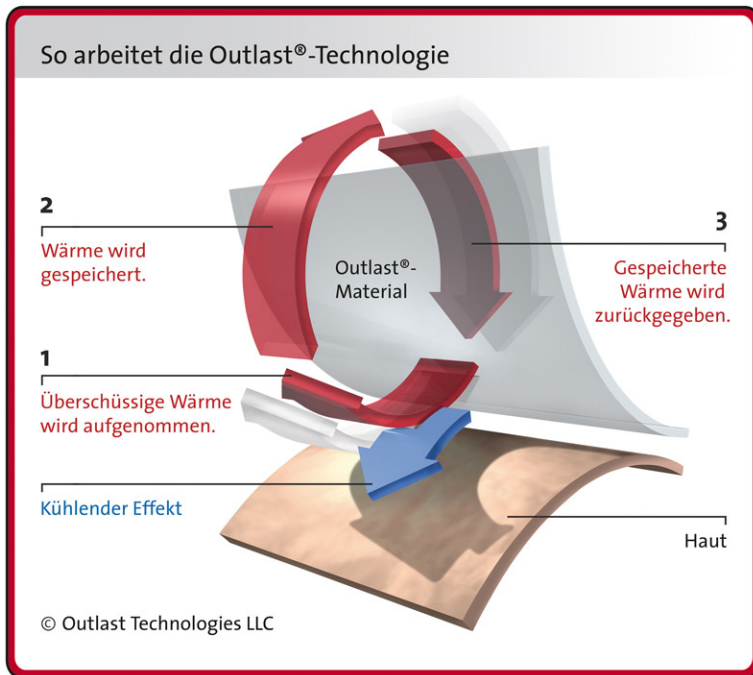 So arbeitet die Outlast®-Technologie
2
Wärme wird
gespeichert.
Outlast®-
Material
3
Gespeicherte
Wärme wird
zurückgegeben.
1
Überschüssige Wärme
wird aufgenommen.
Kühlender Effekt
Haut
© Outlast Technologies LLC